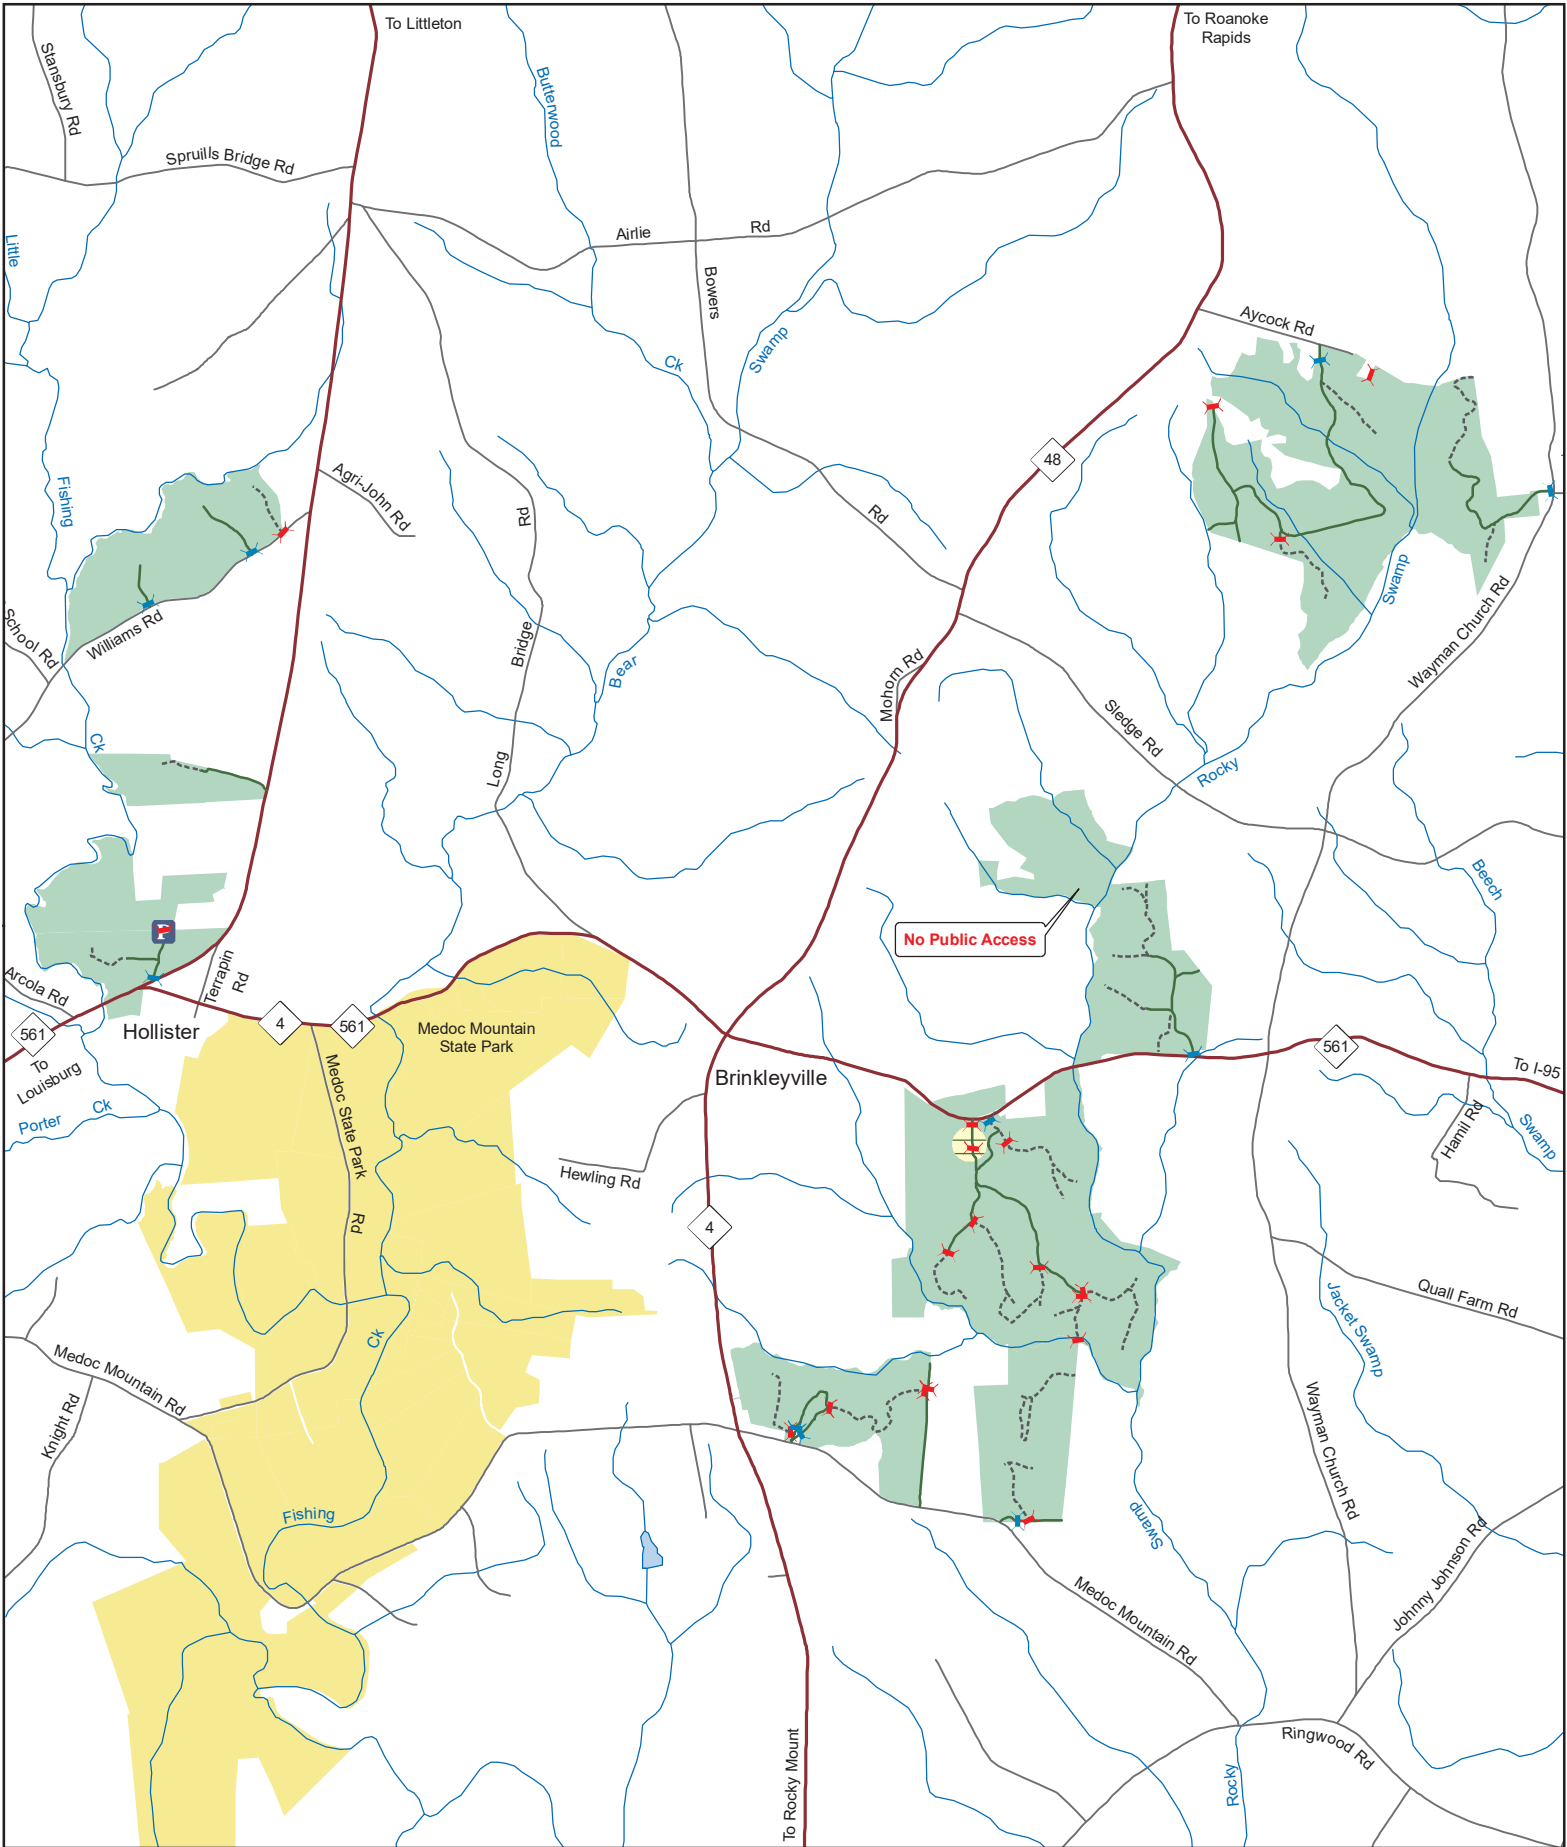 To Littleton
To Roanoke
Rapids
Stansbury Rd
Butterwood
Spruills Bridge Rd
Little
Airlie
Rd
Bowers
Aycock Rd
Ck
Swamp
48
Agri-John Rd
Fishing
Rd
Rd
Swamp
Wayman Church Rd
School Rd
Williams Rd
Bridge
Bear
Mohorn Rd
Sledge Rd
Ck
Long
Rocky
Beech
No Public Access
Arcola Rd
Terrapin
Rd
561
Hollister
4
561
Medoc Mountain
State Park
561
To I-95
To
Louisburg
Brinkleyville
Porter
Ck
Medoc State Park
Rd
Hamil Rd
Swamp
Hewling Rd
4
Quall Farm Rd
Jacket Swamp
Ck
Medoc Mountain Rd
Knight Rd
Wayman Church Rd
Fishing
Swamp
Johnny Johnson Rd
Medoc Mountain Rd
To Rocky Mount
Ringwood Rd
Rocky